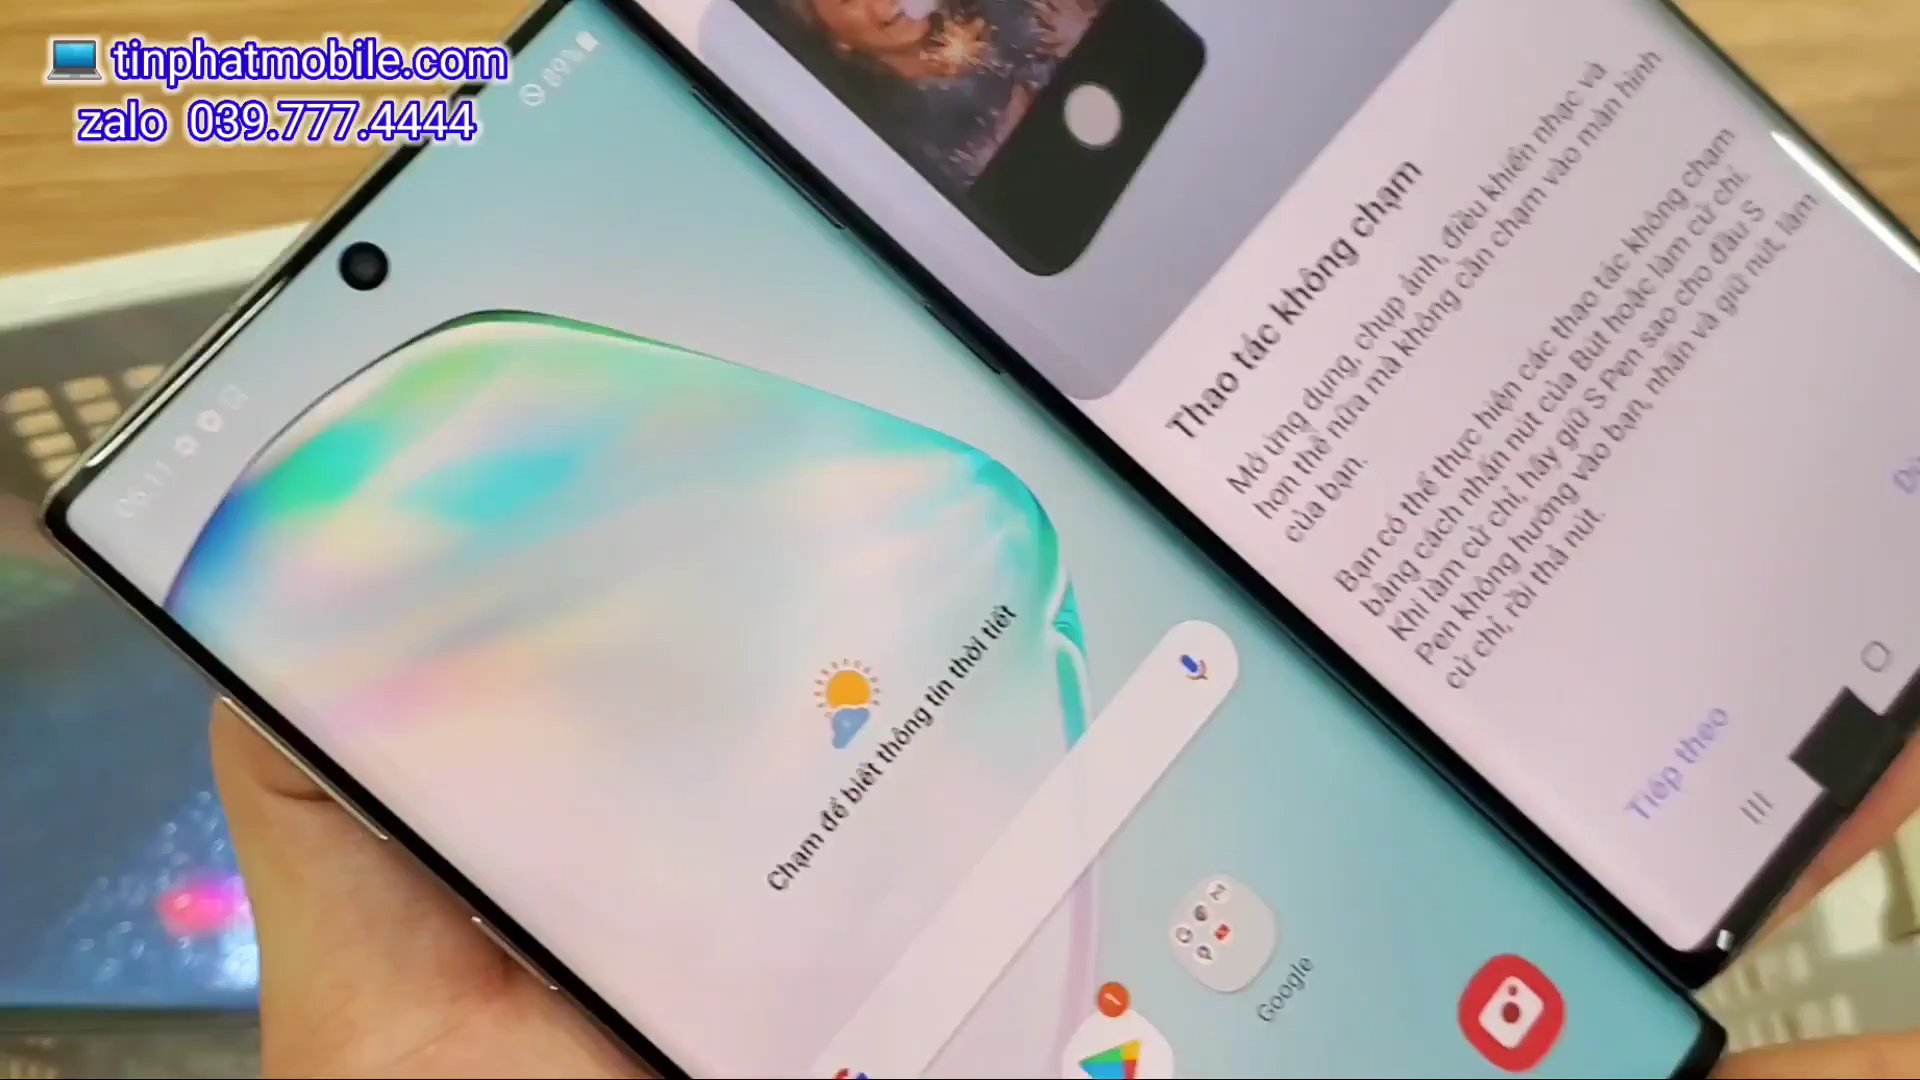 tinphatmobile.com
zalo 039.777.4444
89%
06:11
Chạm để biết thông tin thời tiết
Google
1
Thao tác không chạm
Mở ứng dụng, chụp ảnh, điều khiển nhạc và
hơn thế nữa mà không cần chạm vào màn hình
của bạn.
Bạn có thể thực hiện các thao tác không chạm
bằng cách nhấn nút của Bút hoặc làm cử chỉ.
Khi làm cử chỉ, hãy giữ S Pen sao cho đầu S
Pen không hướng vào bạn, nhấn và giữ nút, làm
cử chỉ, rồi thả nút.
Tiếp theo